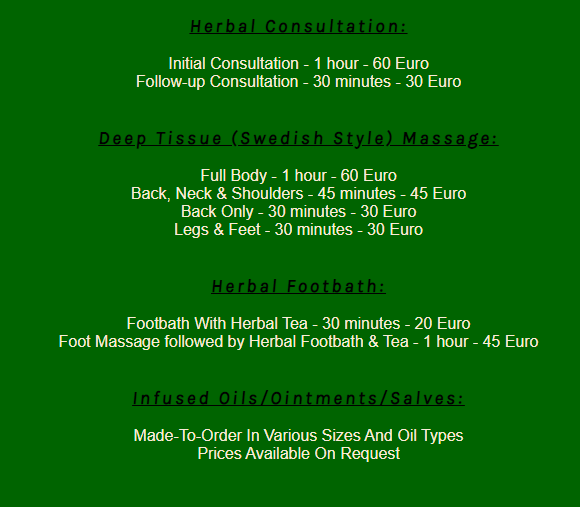 Herbal Consultation:
Initial Consultation - 1 hour - 60 Euro
Follow-up Consultation - 30 minutes - 30 Euro
Deep Tissue (Swedish Style) Massage:
Full Body - 1 hour - 60 Euro
Back, Neck & Shoulders - 45 minutes - 45 Euro
Back Only - 30 minutes - 30 Euro
Legs & Feet - 30 minutes - 30 Euro
Herbal Footbath:
Footbath With Herbal Tea - 30 minutes - 20 Euro
Foot Massage followed by Herbal Footbath & Tea - 1 hour - 45 Euro
Infused Oils/Ointments/Salves:
Made-To-Order In Various Sizes And Oil Types
Prices Available On Request